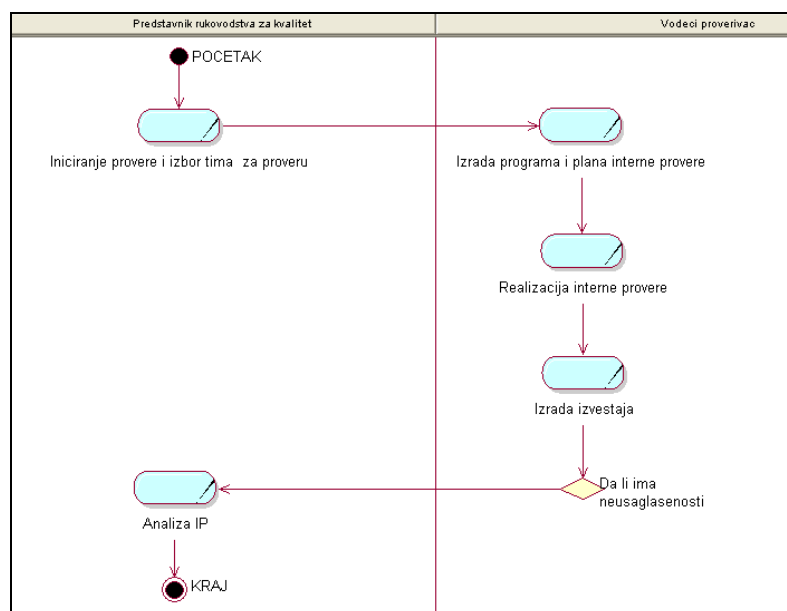 Predstavnik rukovodstva za kvalitet
Vodeci proverivac
POCETAK
Iniciranje provere i izbor tima za proveru
Izrada programa i plana interne provere
Realizacija interne provere
Izrada izvestaja
Da li ima
neusaglasenosti
Analiza IP
KRAJ